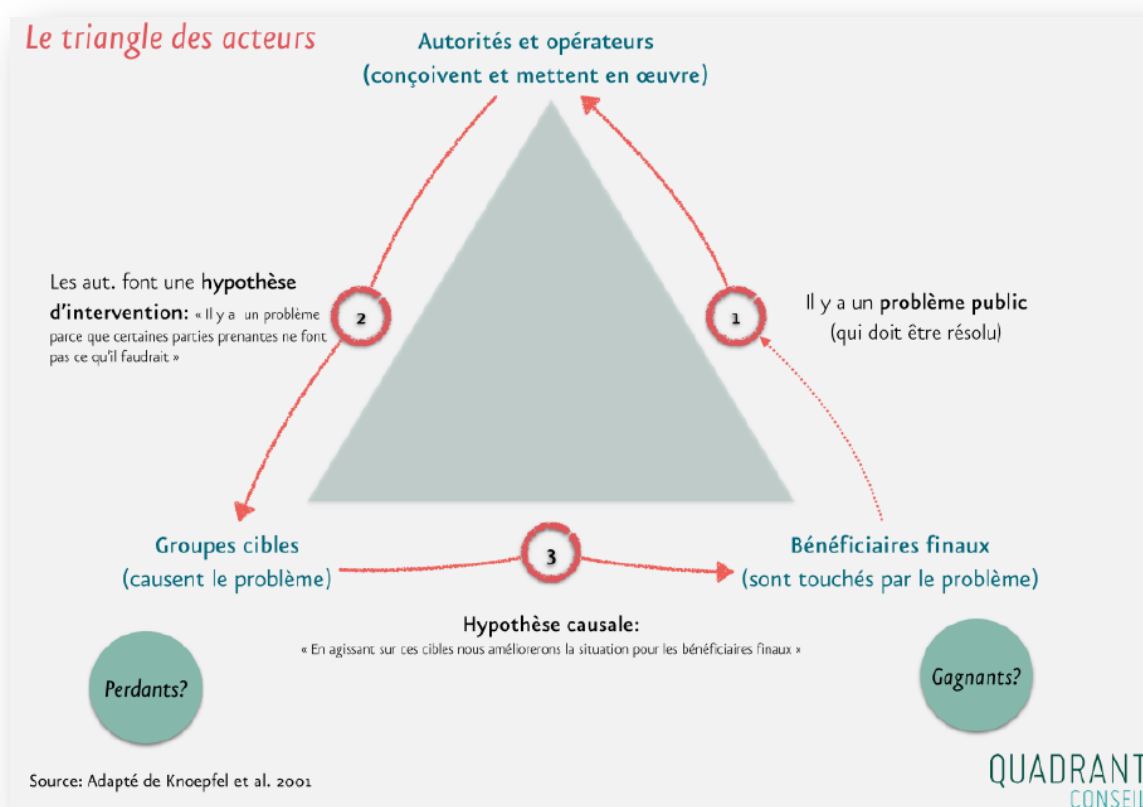 Le triangle des acteurs
Autorités et opérateurs
(conçoivent et mettent en œuvre)
Les aut. font une hypothèse
d'intervention: « Il y a un problème
parce que certaines parties prenantes ne font
pas ce qu'il faudrait »
2
1
Il y a un problème public
(qui doit être résolu)
Groupes cibles
(causent le problème)
3
Bénéficiaires finaux
(sont touchés par le problème)
Hypothèse causale:
« En agissant sur ces cibles nous améliorerons la situation pour les bénéficiaires finaux »
Perdants?
Gagnants?
Source: Adapté de Knoepfel et al. 2001
QUADRANT
CONSEIL